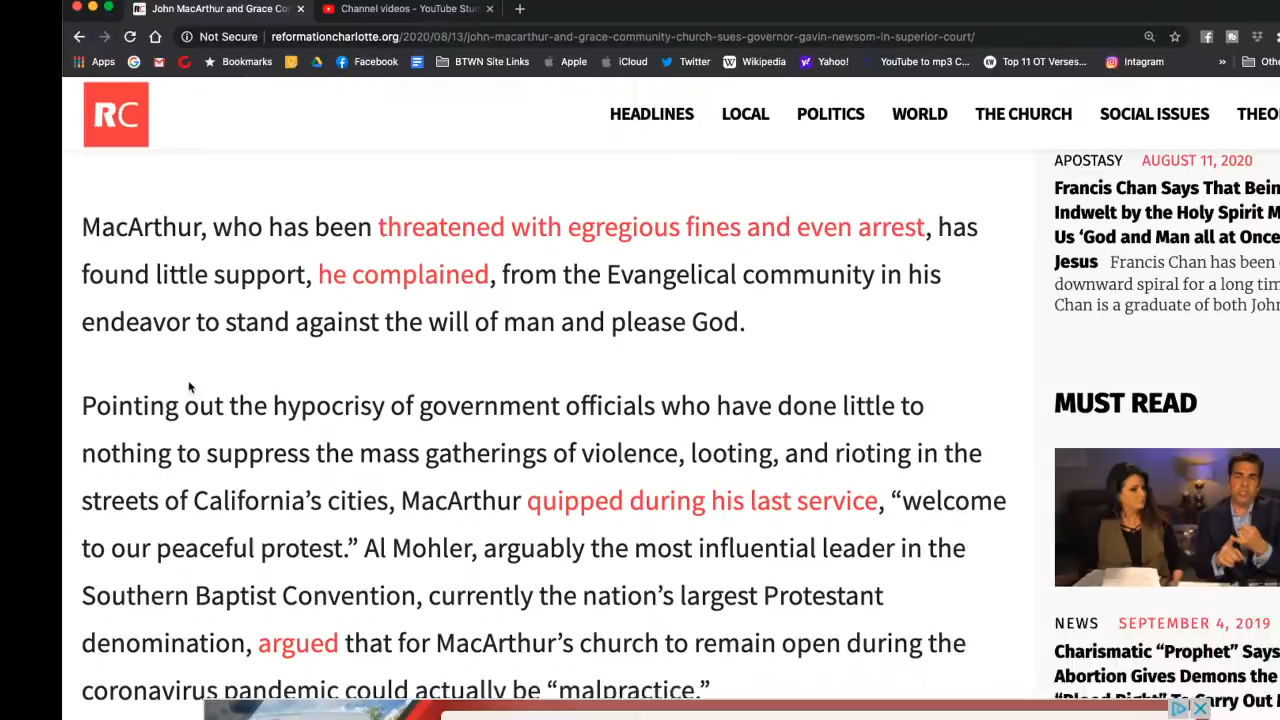 John MacArthur and Grace Co
Channel videos - YouTube Stu
Not Secure
reformationcharlotte.org/2020/08/13/john-macarthur-and-grace-community-church-sues-governor-gavin-newsom-in-superior-court/
Apps
Bookmarks
Facebook
BTWN Site Links
Apple
iCloud
Twitter
Wikipedia
Yahoo!
YouTube to mp3 C...
Top 11 OT Verses...
Intagram
RC
HEADLINES
LOCAL
POLITICS
WORLD
THE CHURCH
SOCIAL ISSUES
THEO
MacArthur, who has been threatened with egregious fines and even arrest, has
found little support, he complained, from the Evangelical community in his
endeavor to stand against the will of man and please God.
Pointing out the hypocrisy of government officials who have done little to
nothing to suppress the mass gatherings of violence, looting, and rioting in the
streets of California’s cities, MacArthur quipped during his last service, “welcome
to our peaceful protest.” Al Mohler, arguably the most influential leader in the
Southern Baptist Convention, currently the nation’s largest Protestant
denomination, argued that for MacArthur’s church to remain open during the
coronavirus pandemic could actually be “malpractice.”
APOSTASY AUGUST 11, 2020
Francis Chan Says That Bein
Indwelt by the Holy Spirit M
Us ‘God and Man all at Once
Jesus Francis Chan has been
downward spiral for a long tim
Chan is a graduate of both Joh
MUST READ
NEWS SEPTEMBER 4, 2019
Charismatic “Prophet” Says
Abortion Gives Demons the
“Blood Right” To Carry Out